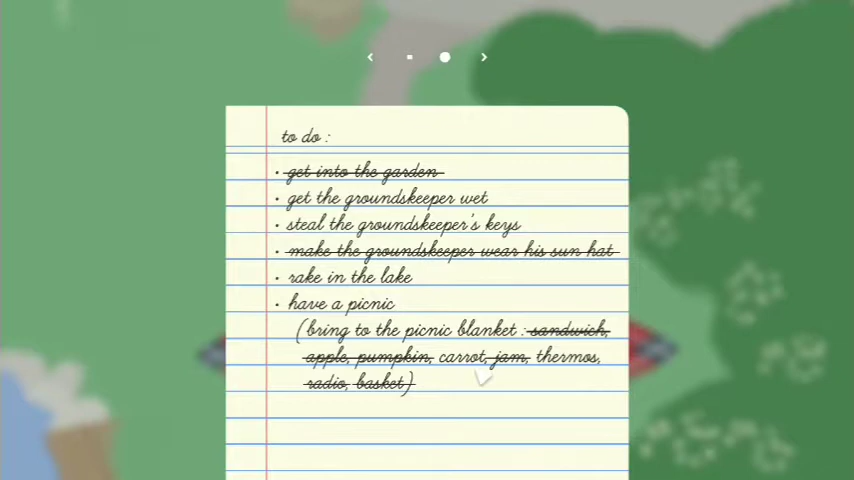 to do :
· get into the garden
· get the groundskeeper wet
· steal the groundskeeper's keys
· make the groundskeeper wear his sun hat
· rake in the lake
· have a picnic
(bring to the picnic blanket : sandwich,
apple, pumpkin, carrot, jam, thermos,
radio, basket)